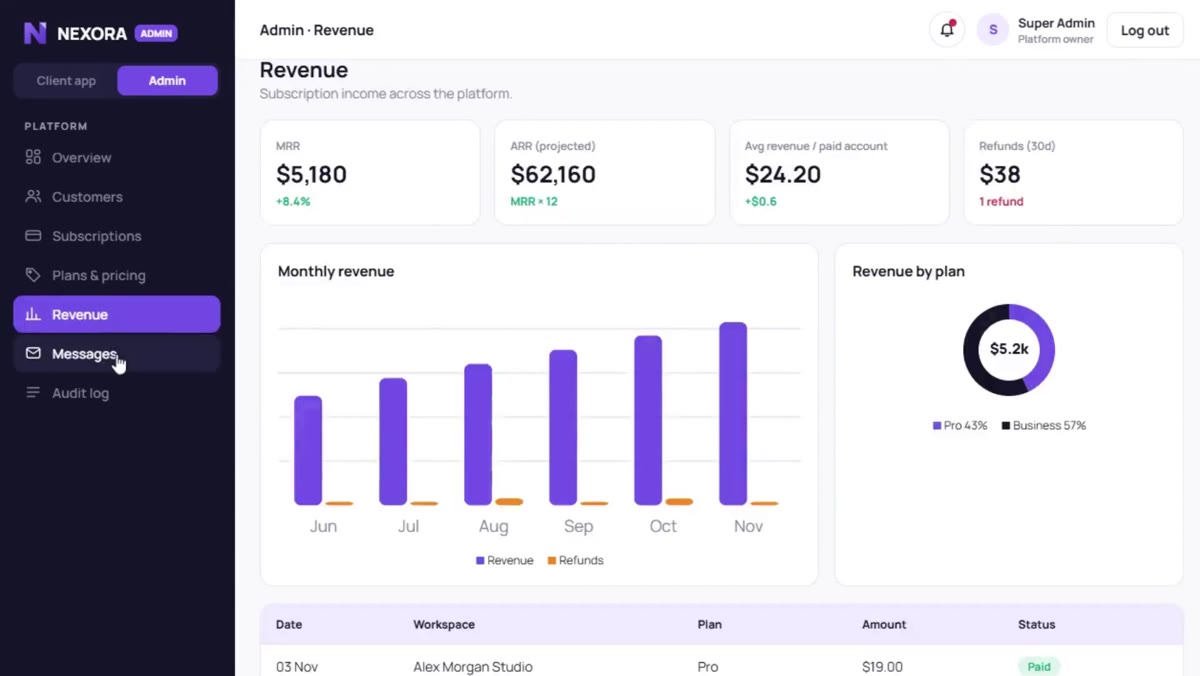 NEXORA ADMIN
Client app Admin
PLATFORM
Overview
Customers
Subscriptions
Plans & pricing
Revenue
Messages
Audit log
Admin · Revenue
S
Super Admin
Platform owner
Log out
Revenue
Subscription income across the platform.
MRR
$5,180
+8.4%
ARR (projected)
$62,160
MRR × 12
Avg revenue / paid account
$24.20
+$0.6
Refunds (30d)
$38
1 refund
Monthly revenue
Jun Jul Aug Sep Oct Nov
Revenue Refunds
Revenue by plan
$5.2k
Pro 43% Business 57%
Date Workspace Plan Amount Status
03 Nov Alex Morgan Studio Pro $19.00 Paid